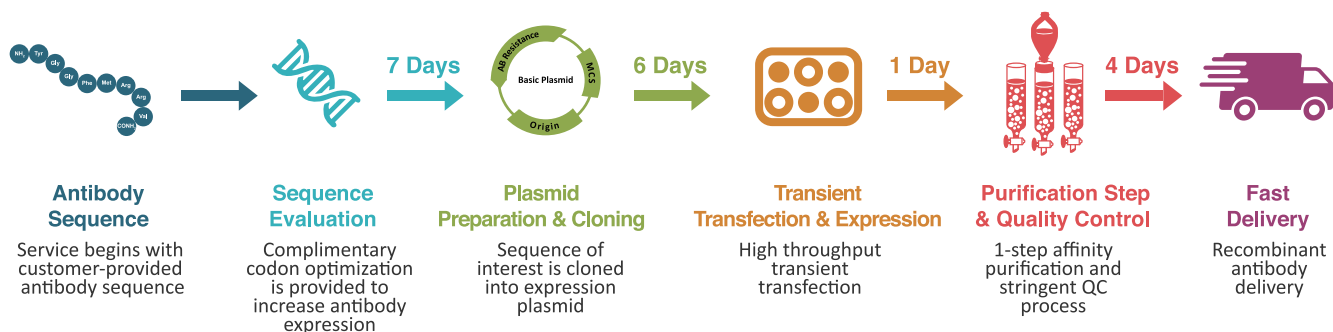 NH₂
Tyr
Gly
Gly
Phe
Met
Arg
Arg
Val
CONH₂
7 Days
AB Resistance
MCS
Origin
Basic Plasmid
6 Days
1 Day
4 Days
Antibody
Sequence
Service begins with
customer-provided
antibody sequence
Sequence
Evaluation
Complimentary
codon optimization
is provided to
increase antibody
expression
Plasmid
Preparation & Cloning
Sequence of
interest is cloned
into expression
plasmid
Transient
Transfection & Expression
High throughput
transient
transfection
Purification Step
& Quality Control
1-step affinity
purification and
stringent QC
process
Fast
Delivery
Recombinant
antibody
delivery